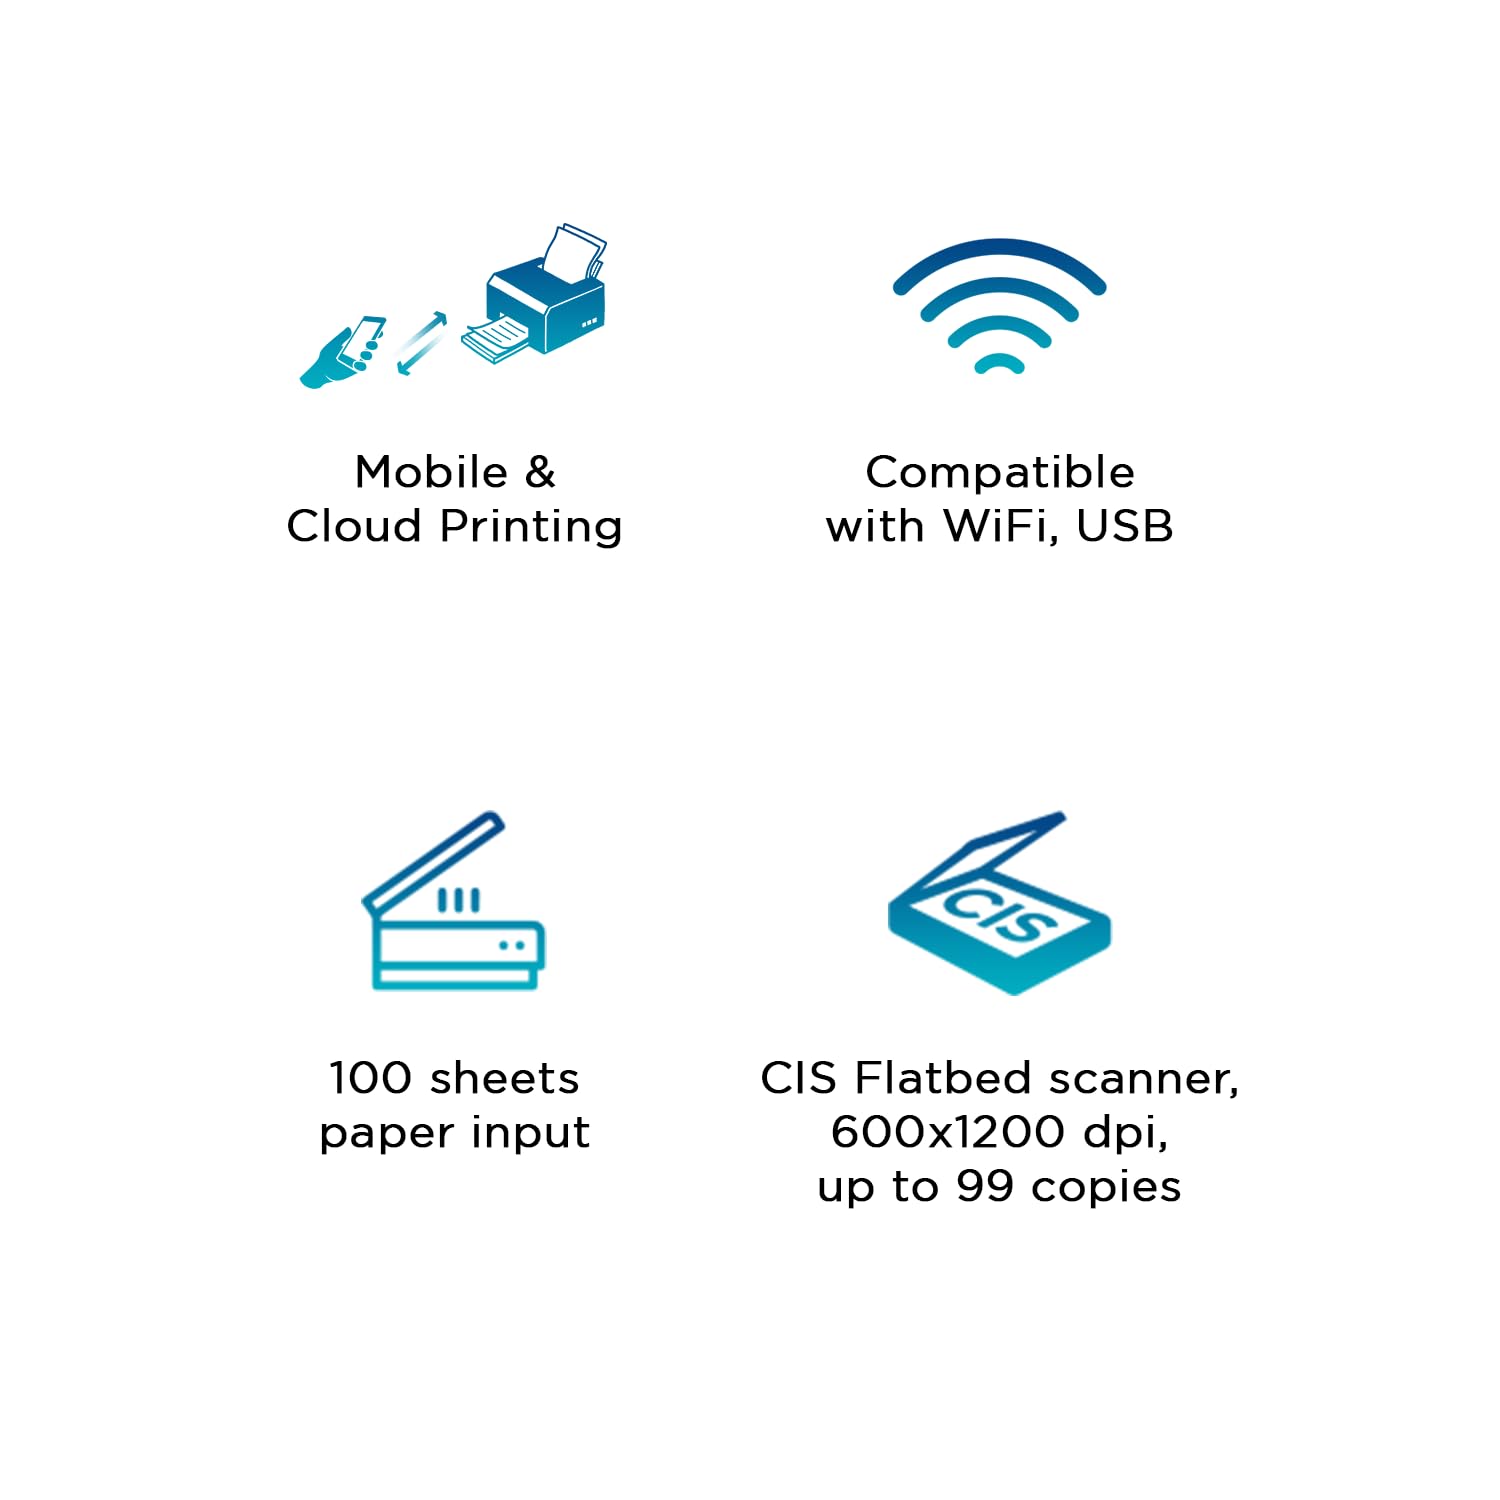 Mobile &
Cloud Printing
Compatible
with WiFi, USB
100 sheets
paper input
CIS
CIS Flatbed scanner,
600x1200 dpi,
up to 99 copies